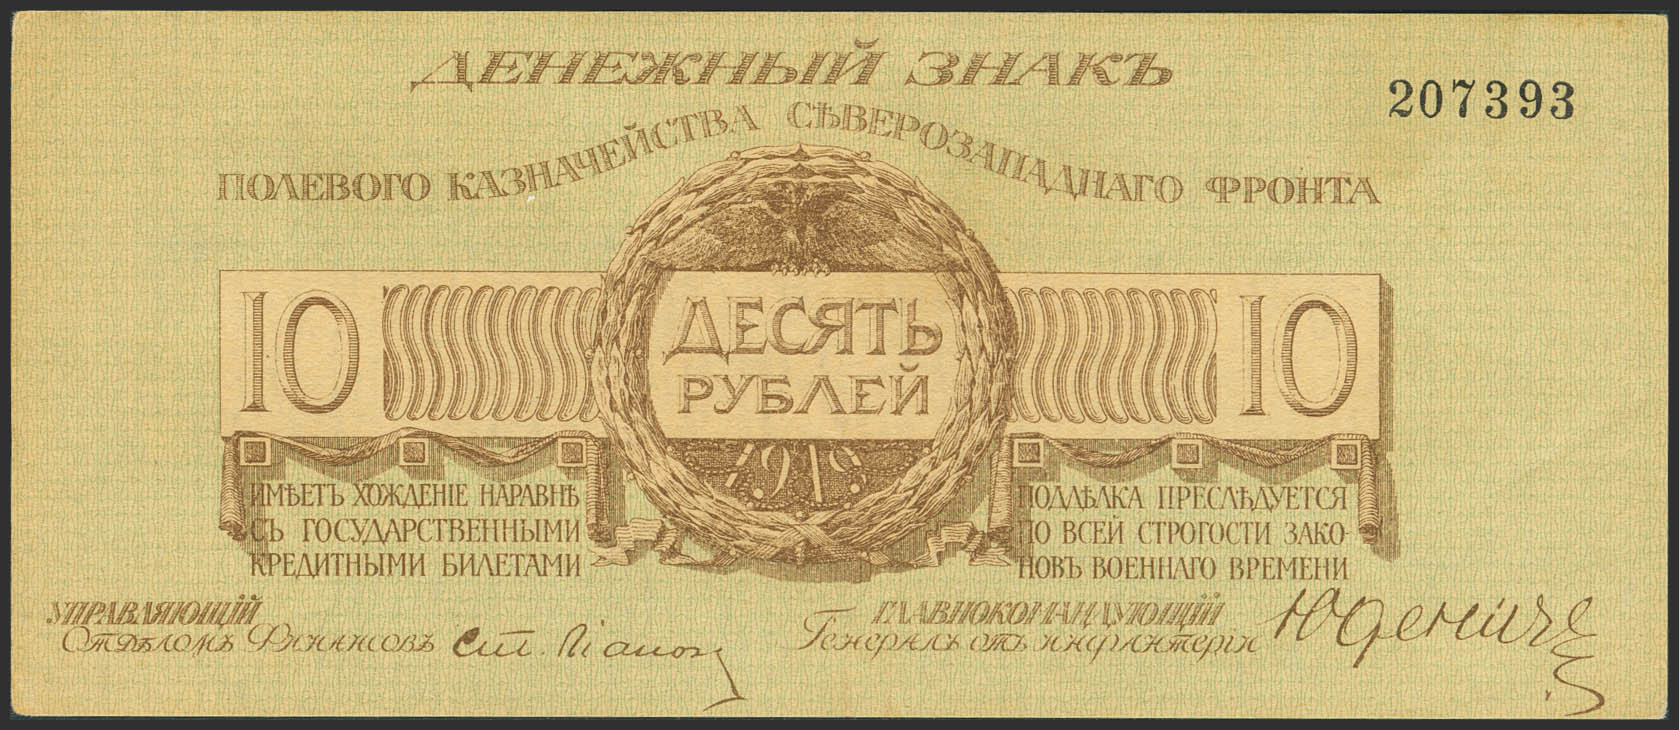 ДЕНЕЖНЫЙ ЗНАКЪ
207393
ПОЛЕВОГО КАЗНАЧЕЙСТВА СѢВЕРОЗАПАДНАГО ФРОНТА
10
ДЕСЯТЬ
РУБЛЕЙ
10
1919
ИМѢЕТЪ ХОЖДЕНІЕ НАРАВНѢ
СЪ ГОСУДАРСТВЕННЫМИ
КРЕДИТНЫМИ БИЛЕТАМИ
ПОДДѢЛКА ПРЕСЛѢДУЕТСЯ
ПО ВСЕЙ СТРОГОСТИ ЗАКО-
НОВЪ ВОЕННАГО ВРЕМЕНИ
УПРАВЛЯЮЩІЙ
Отдѣломъ Финансовъ
ГЛАВНОКОМАНДУЮЩІЙ
Генералъ отъ инфантеріи Юденичъ